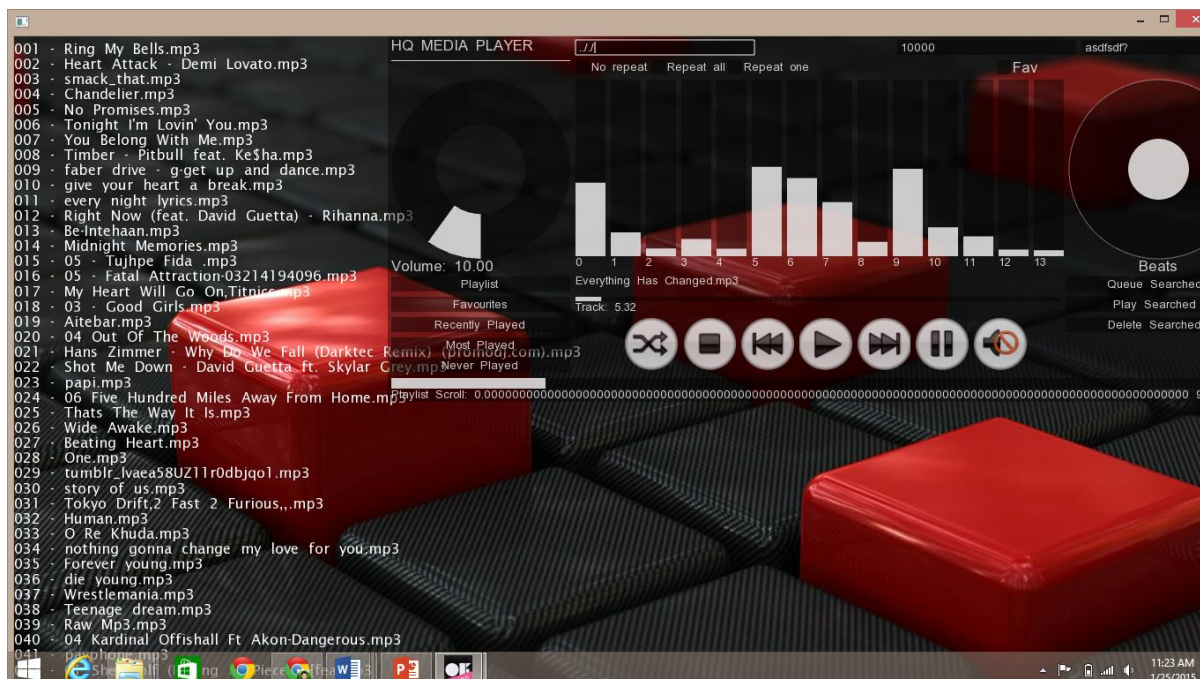 001 - Ring My Bells.mp3
002 - Heart Attack - Demi Lovato.mp3
003 - smack_that.mp3
004 - Chandelier.mp3
005 - No Promises.mp3
006 - Tonight I'm Lovin' You.mp3
007 - You Belong With Me.mp3
008 - Timber - Pitbull feat. Ke$ha.mp3
009 - faber drive - g-get up and dance.mp3
010 - give your heart a break.mp3
011 - every night lyrics.mp3
012 - Right Now (feat. David Guetta) - Rihanna.mp3
013 - Be-Intehaan.mp3
014 - Midnight Memories.mp3
015 - 05 - Tujhpe Fida .mp3
016 - 05 - Fatal Attraction-03214194096.mp3
017 - My Heart Will Go On,Titnicc.mp3
018 - 03 - Good Girls.mp3
019 - Aitebar.mp3
020 - 04 Out Of The Woods.mp3
021 - Hans Zimmer - Why Do We Fall (Darktec Remix) (promodj.com).mp3
022 - Shot Me Down - David Guetta ft. Skylar Grey.mp3
023 - papi.mp3
024 - 06 Five Hundred Miles Away From Home.mp3
025 - Thats The Way It Is.mp3
026 - Wide Awake.mp3
027 - Beating Heart.mp3
028 - One.mp3
029 - tumblr_lvaea58UZ11r0dbjqo1.mp3
030 - story of us.mp3
031 - Tokyo Drift,2 Fast 2 Furious,,.mp3
032 - Human.mp3
033 - O Re Khuda.mp3
034 - nothing gonna change my love for you.mp3
035 - Forever young.mp3
036 - die young.mp3
037 - Wrestlemania.mp3
038 - Teenage dream.mp3
039 - Raw Mp3.mp3
040 - 04 Kardinal Offishall Ft Akon-Dangerous.mp3
041 - payphone.mp3
HQ MEDIA PLAYER
.././
10000
asdfsdf?
No repeat Repeat all Repeat one
Fav
Volume: 10.00
Playlist
Favourites
Recently Played
Most Played
Never Played
0 1 2 3 4 5 6 7 8 9 10 11 12 13
Everything Has Changed.mp3
Track: 5.32
Beats
Queue Searched
Play Searched
Delete Searched
Playlist Scroll:
11:23 AM
1/25/2015